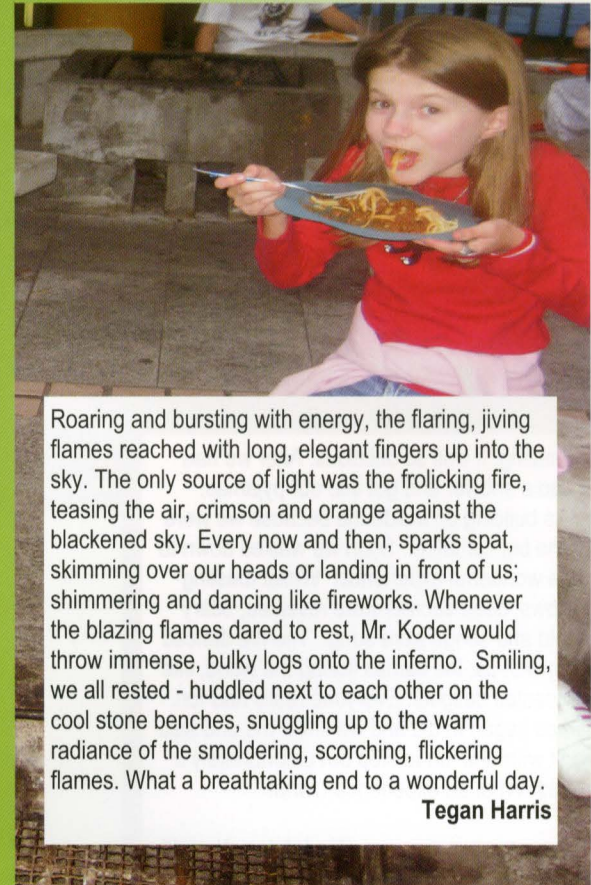 Roaring and bursting with energy, the flaring, jiving
flames reached with long, elegant fingers up into the
sky. The only source of light was the frolicking fire,
teasing the air, crimson and orange against the
blackened sky. Every now and then, sparks spat,
skimming over our heads or landing in front of us;
shimmering and dancing like fireworks. Whenever
the blazing flames dared to rest, Mr. Koder would
throw immense, bulky logs onto the inferno.  Smiling,
we all rested - huddled next to each other on the
cool stone benches, snuggling up to the warm
radiance of the smoldering, scorching, flickering
flames. What a breathtaking end to a wonderful day.
Tegan Harris